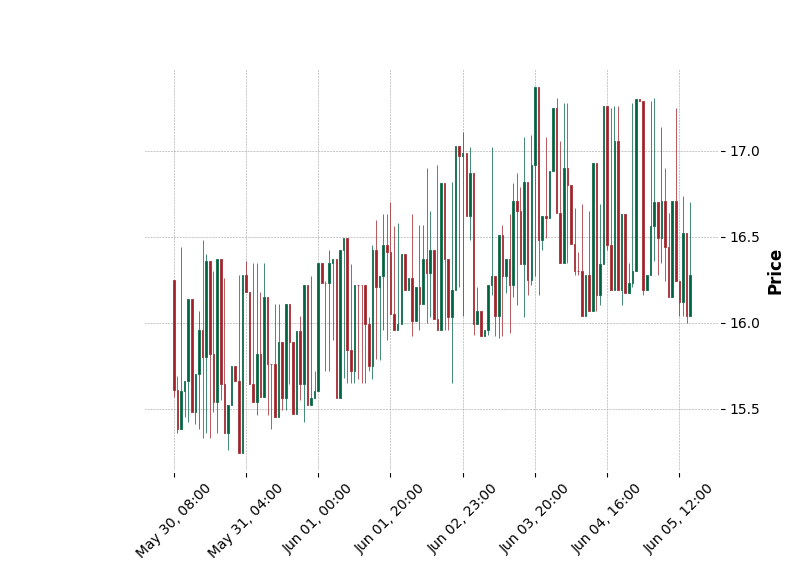 17.0
16.5
16.0
15.5
Price
May 30, 08:00
May 31, 04:00
Jun 01, 00:00
Jun 01, 20:00
Jun 02, 23:00
Jun 03, 20:00
Jun 04, 16:00
Jun 05, 12:00